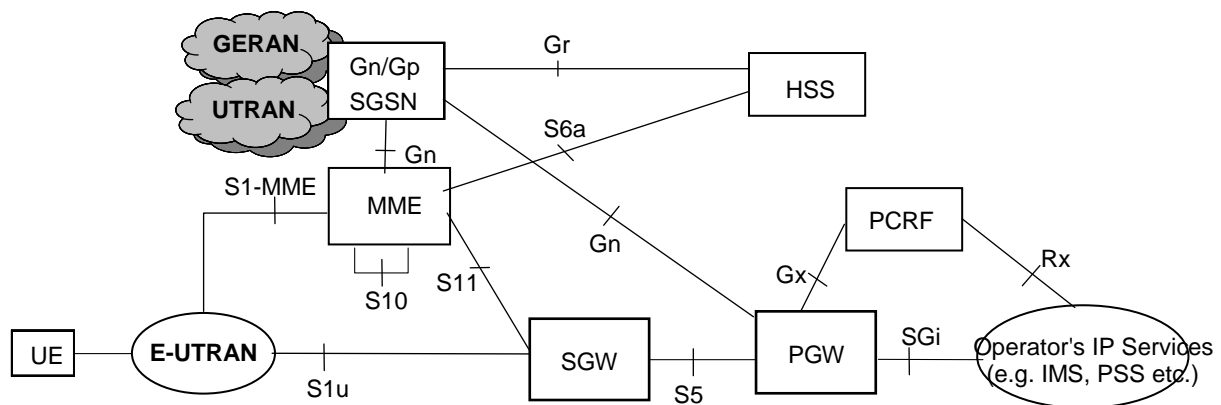 GERAN
Gr
Gn/Gp
SGSN
HSS
UTRAN
S6a
Gn
S1-MME
MME
PCRF
Gn
Rx
Gx
S11
S10
SGi
UE
E-UTRAN
SGW
PGW
Operator's IP Services
(e.g. IMS, PSS etc.)
S1u
S5